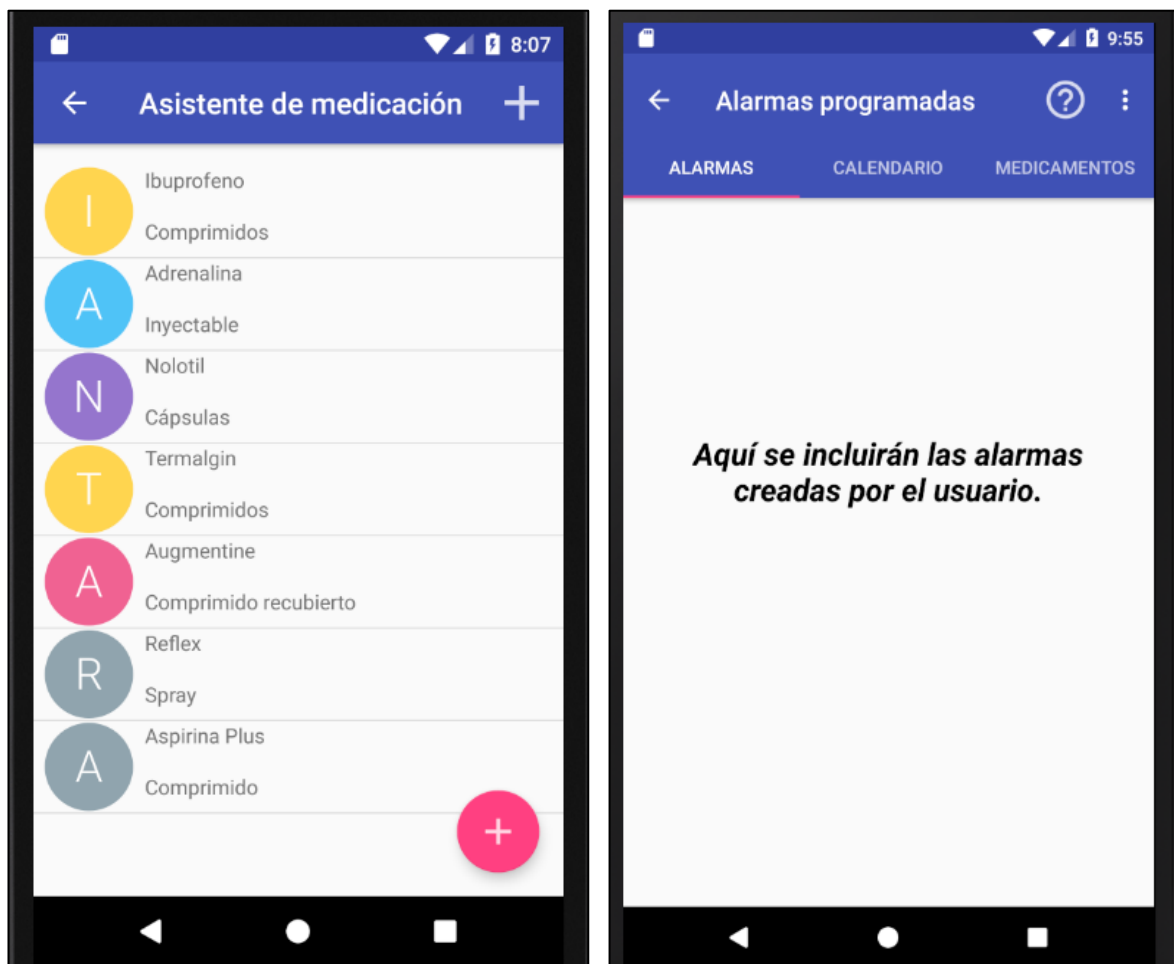 8:07
Asistente de medicación
I
Ibuprofeno
Comprimidos
A
Adrenalina
Inyectable
N
Nolotil
Cápsulas
T
Termalgin
Comprimidos
A
Augmentine
Comprimido recubierto
R
Reflex
Spray
A
Aspirina Plus
Comprimido
9:55
Alarmas programadas
ALARMAS CALENDARIO MEDICAMENTOS
Aquí se incluirán las alarmas
creadas por el usuario.